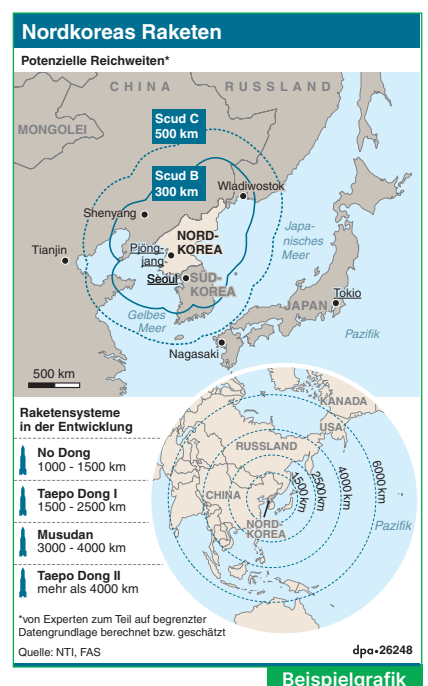 Nordkoreas Raketen
Potenzielle Reichweiten*
CHINA
RUSSLAND
MONGOLEI
Scud C
500 km
Scud B
300 km
Wladiwostok
Shenyang
Tianjin
Pjöng-
jang
NORD-
KOREA
Seoul
SÜD-
KOREA
Japa-
nisches
Meer
JAPAN
Tokio
Gelbes
Meer
Pazifik
Nagasaki
500 km
Raketensysteme
in der Entwicklung
No Dong
1000 - 1500 km
Taepo Dong I
1500 - 2500 km
Musudan
3000 - 4000 km
Taepo Dong II
mehr als 4000 km
KANADA
USA
RUSSLAND
CHINA
NORD-
KOREA
1500 km
2500 km
4000 km
6000 km
Pazifik
*von Experten zum Teil auf begrenzter
Datengrundlage berechnet bzw. geschätzt
Quelle: NTI, FAS
dpa•26248
Beispielgrafik